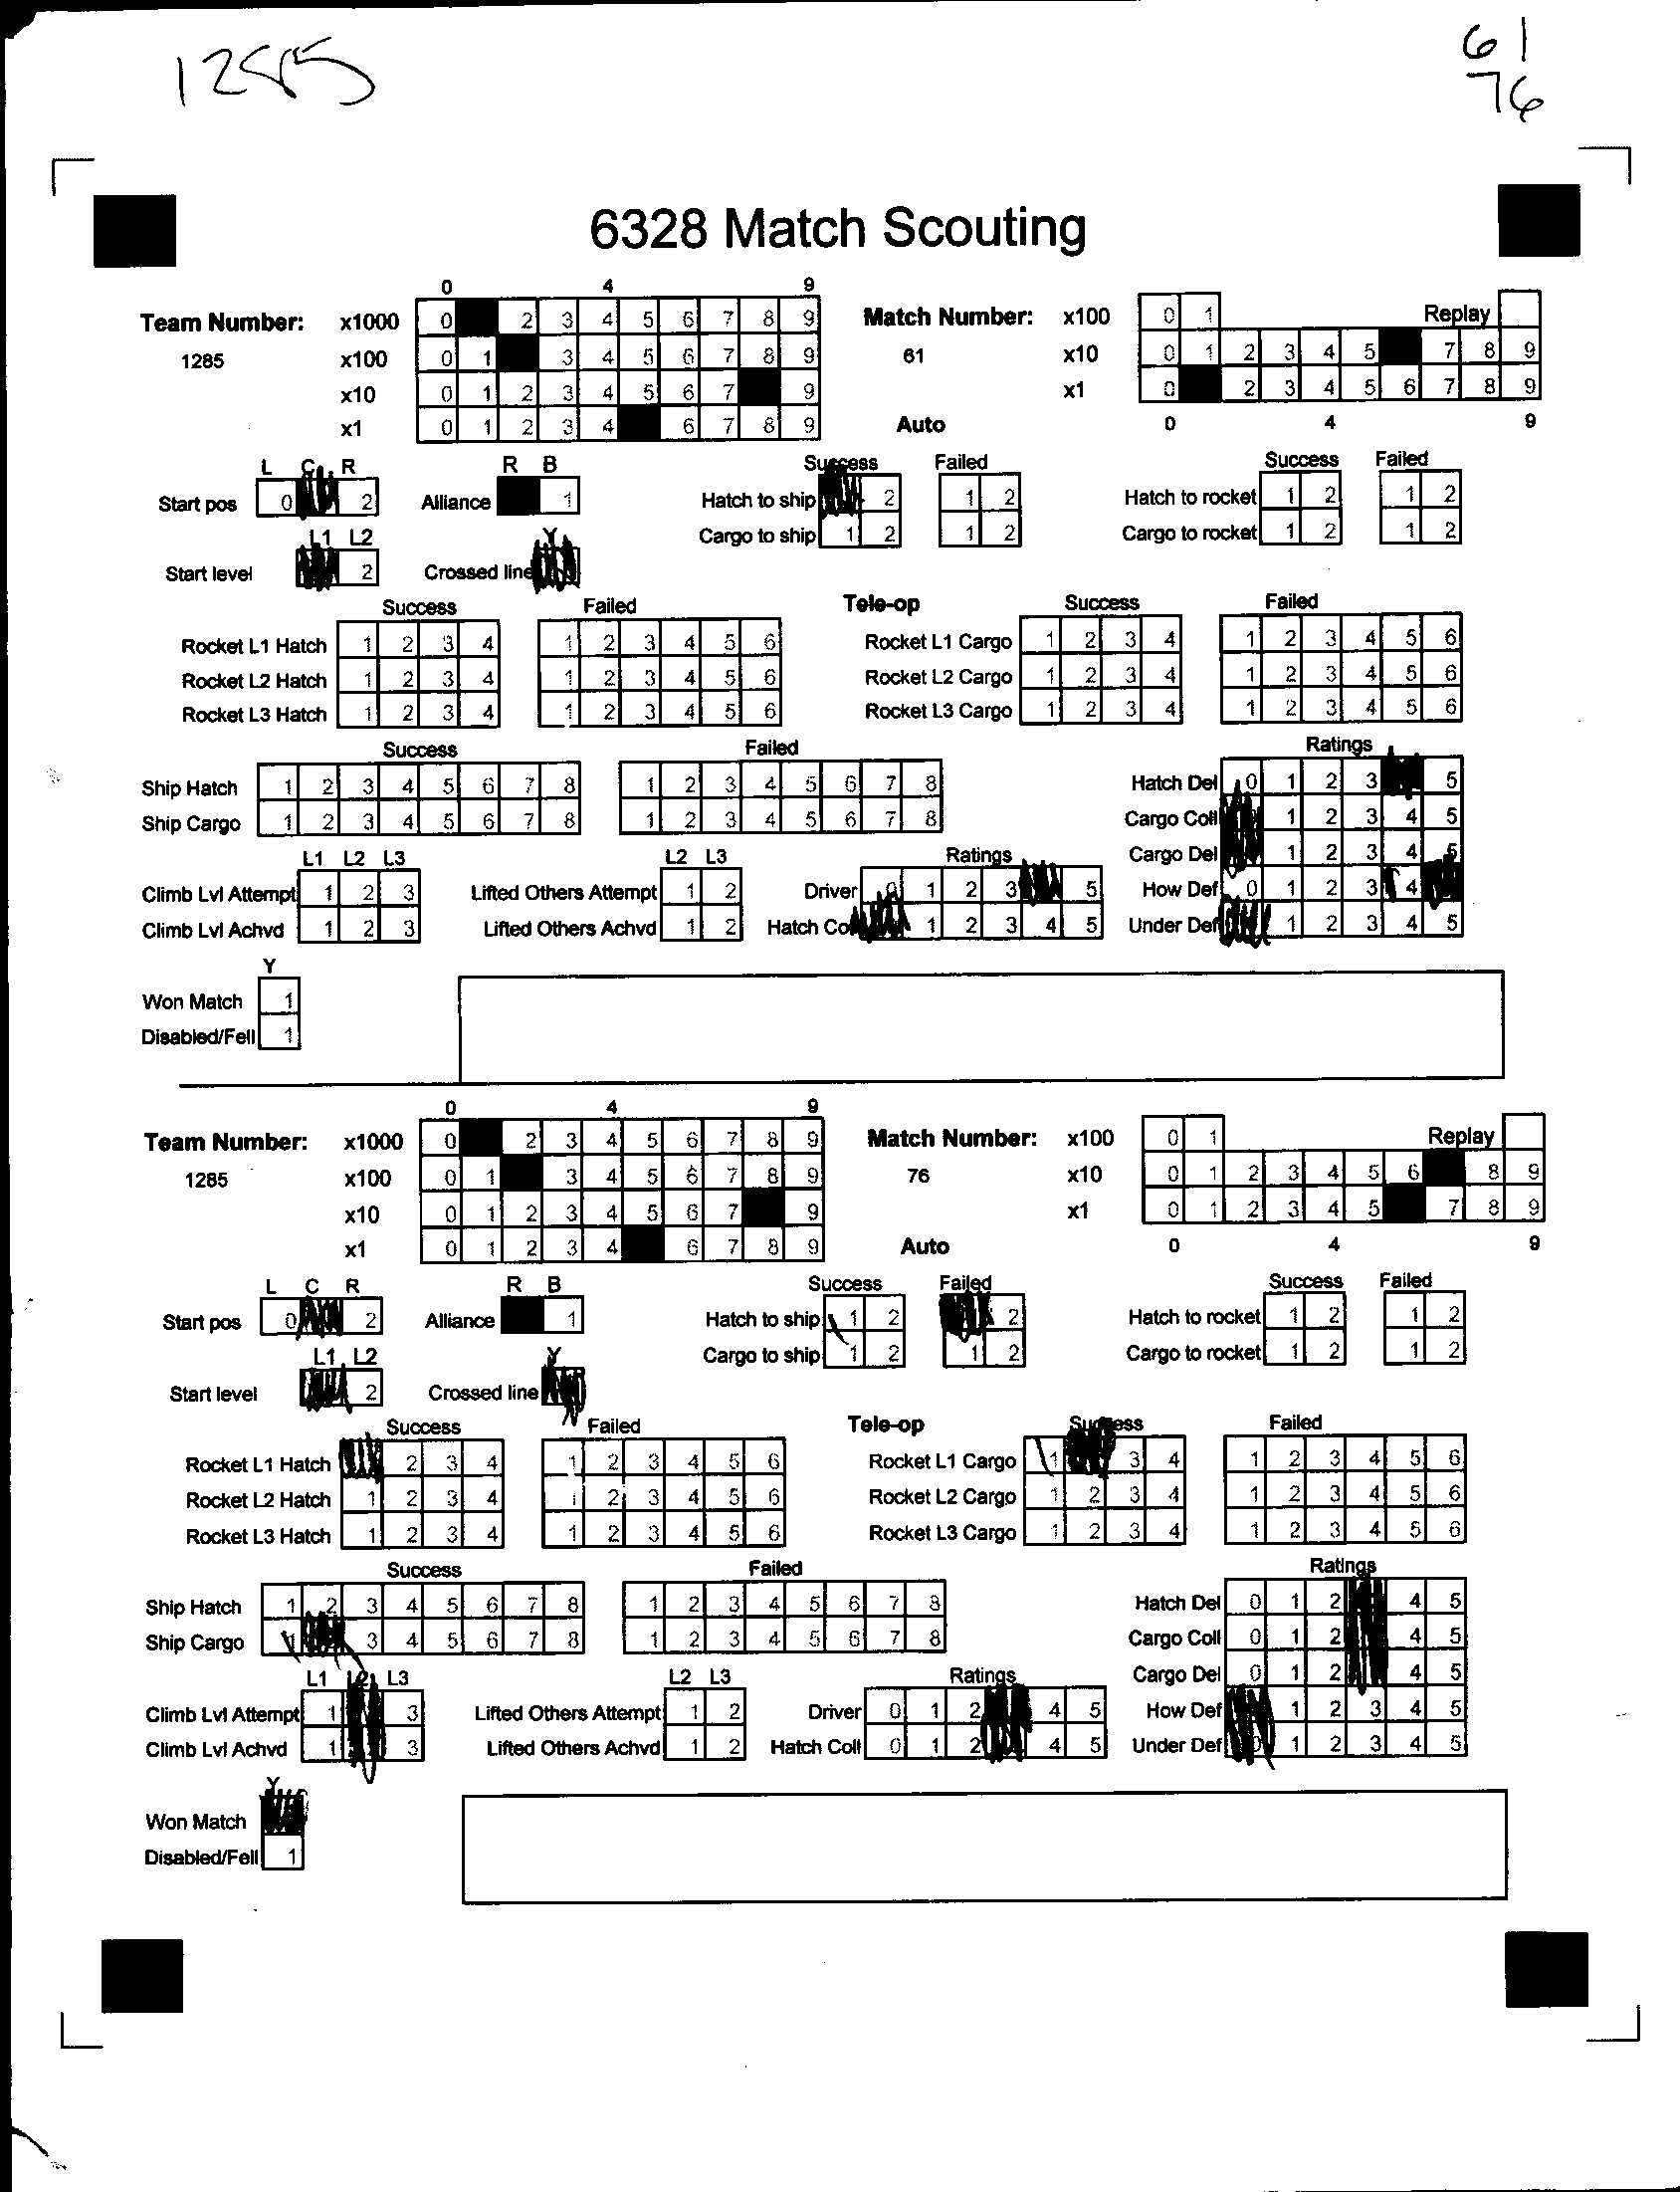 1285 61
76
6328 Match Scouting
0 4 9
Team Number: x1000 0 2 3 4 5 6 7 8 9 Match Number: x100 0 1 Replay
1285 x100 0 1 3 4 5 6 7 8 9 61 x10 0 1 2 3 4 5 7 8 9
x10 0 1 2 3 4 5 6 7 9 x1 0 2 3 4 5 6 7 8 9
x1 0 1 2 3 4 6 7 8 9 Auto 0 4 9
L C R R B Success Failed Success Failed
Start pos 0 2 Alliance 1 Hatch to ship 2 1 2 Hatch to rocket 1 2 1 2
L1 L2 Y Cargo to ship 1 2 1 2 Cargo to rocket 1 2 1 2
Start level 2 Crossed line
Success Failed Tele-op Success Failed
Rocket L1 Hatch 1 2 3 4 1 2 3 4 5 6 Rocket L1 Cargo 1 2 3 4 1 2 3 4 5 6
Rocket L2 Hatch 1 2 3 4 1 2 3 4 5 6 Rocket L2 Cargo 1 2 3 4 1 2 3 4 5 6
Rocket L3 Hatch 1 2 3 4 1 2 3 4 5 6 Rocket L3 Cargo 1 2 3 4 1 2 3 4 5 6
Success Failed Ratings
Ship Hatch 1 2 3 4 5 6 7 8 1 2 3 4 5 6 7 8 Hatch Del 0 1 2 3 5
Ship Cargo 1 2 3 4 5 6 7 8 1 2 3 4 5 6 7 8 Cargo Coll 1 2 3 4 5
L1 L2 L3 L2 L3 Ratings Cargo Del 1 2 3 4 5
Climb Lvl Attempt 1 2 3 Lifted Others Attempt 1 2 Driver 0 1 2 3 5 How Def 0 1 2 3 4
Climb Lvl Achvd 1 2 3 Lifted Others Achvd 1 2 Hatch Coll 1 2 3 4 5 Under Def 1 2 3 4 5
Y
Won Match 1
Disabled/Fell 1
0 4 9
Team Number: x1000 0 2 3 4 5 6 7 8 9 Match Number: x100 0 1 Replay
1285 x100 0 1 3 4 5 6 7 8 9 76 x10 0 1 2 3 4 5 6 8 9
x10 0 1 2 3 4 5 6 7 9 x1 0 1 2 3 4 5 7 8 9
x1 0 1 2 3 4 6 7 8 9 Auto 0 4 9
L C R R B Success Failed Success Failed
Start pos 0 2 Alliance 1 Hatch to ship 1 2 2 Hatch to rocket 1 2 1 2
L1 L2 Y Cargo to ship 1 2 1 2 Cargo to rocket 1 2 1 2
Start level 2 Crossed line
Success Failed Tele-op Success Failed
Rocket L1 Hatch 2 3 4 1 2 3 4 5 6 Rocket L1 Cargo 1 3 4 1 2 3 4 5 6
Rocket L2 Hatch 1 2 3 4 1 2 3 4 5 6 Rocket L2 Cargo 1 2 3 4 1 2 3 4 5 6
Rocket L3 Hatch 1 2 3 4 1 2 3 4 5 6 Rocket L3 Cargo 1 2 3 4 1 2 3 4 5 6
Success Failed Ratings
Ship Hatch 1 2 3 4 5 6 7 8 1 2 3 4 5 6 7 8 Hatch Del 0 1 2 4 5
Ship Cargo 1 3 4 5 6 7 8 1 2 3 4 5 6 7 8 Cargo Coll 0 1 2 4 5
L1 L2 L3 L2 L3 Ratings Cargo Del 0 1 2 4 5
Climb Lvl Attempt 1 3 Lifted Others Attempt 1 2 Driver 0 1 2 4 5 How Def 1 2 3 4 5
Climb Lvl Achvd 1 3 Lifted Others Achvd 1 2 Hatch Coll 0 1 2 4 5 Under Def 0 1 2 3 4 5
Y
Won Match
Disabled/Fell 1